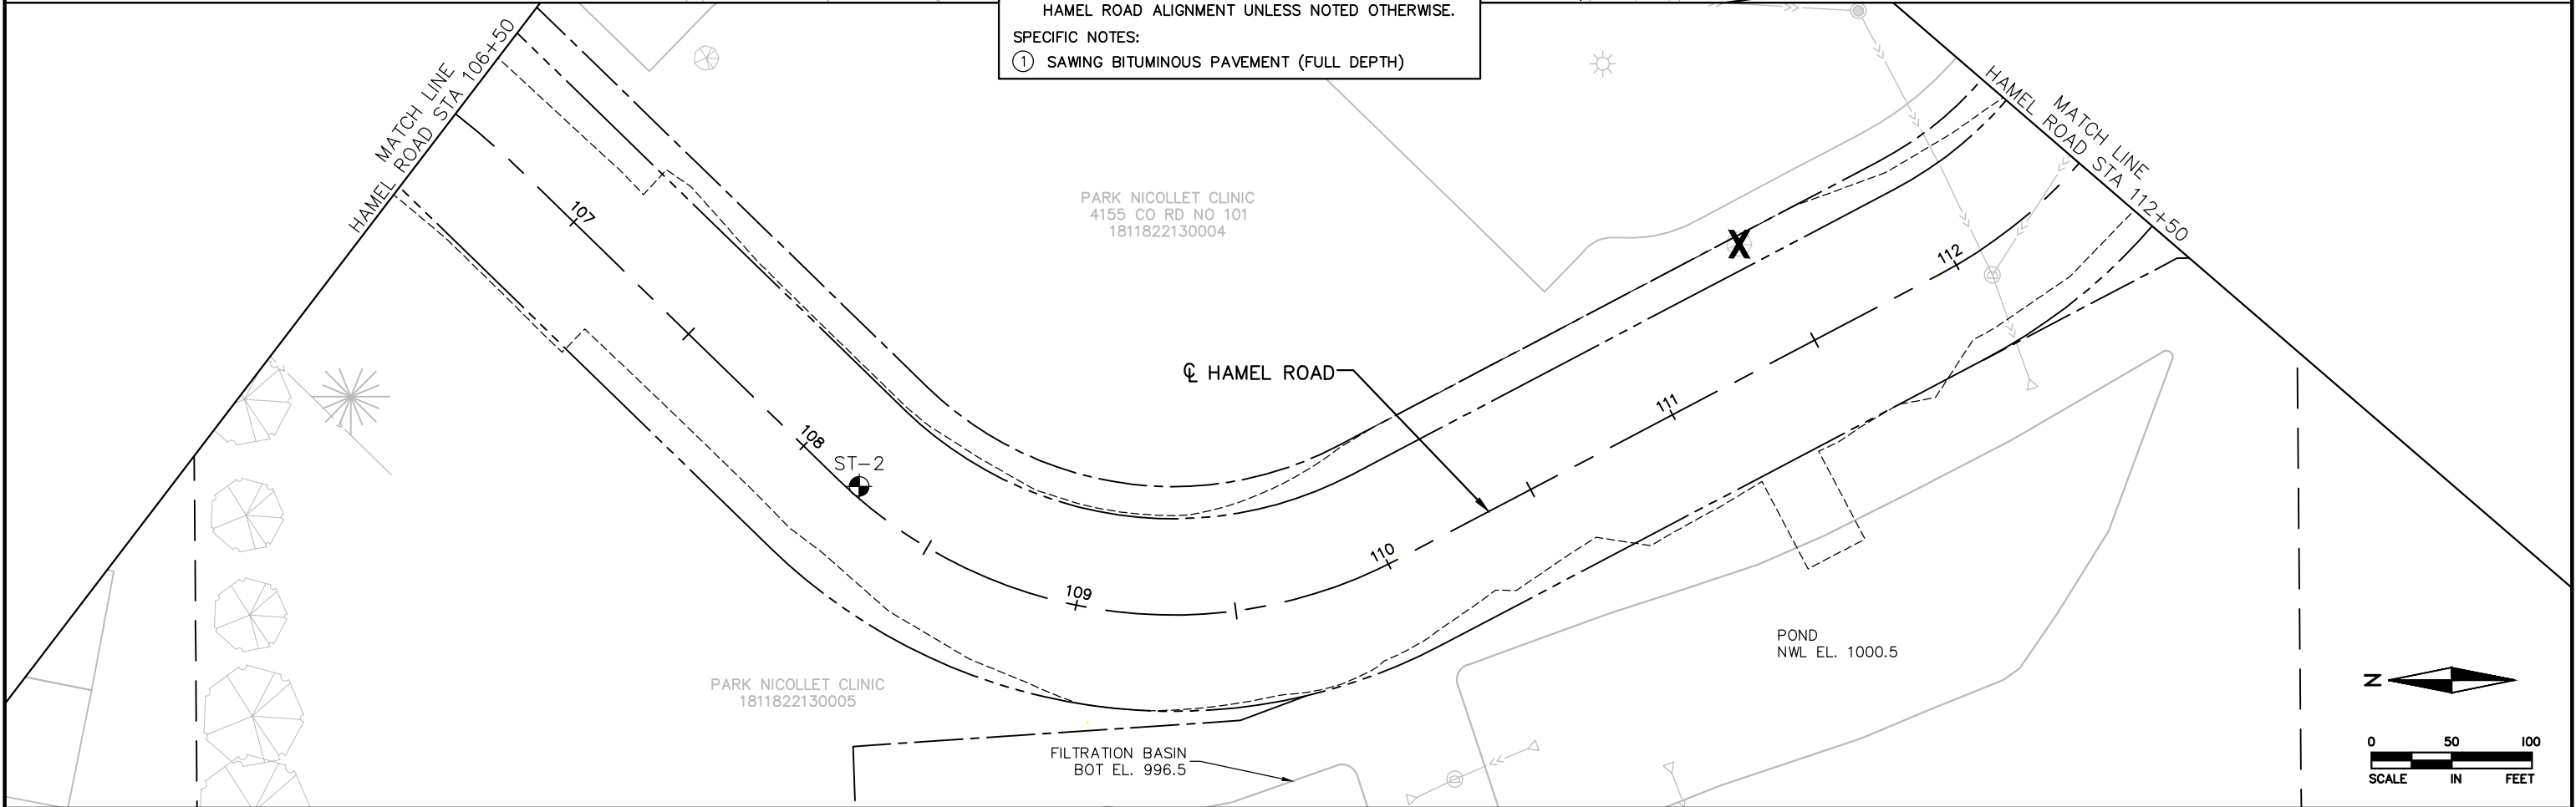 HAMEL ROAD ALIGNMENT UNLESS NOTED OTHERWISE.
SPECIFIC NOTES:
1 SAWING BITUMINOUS PAVEMENT (FULL DEPTH)
MATCH LINE
HAMEL ROAD STA 106+50
MATCH LINE
HAMEL ROAD STA 112+50
PARK NICOLLET CLINIC
4155 CO RD NO 101
1811822130004
107
X
112
℄ HAMEL ROAD
111
108
ST-2
110
109
POND
NWL EL. 1000.5
PARK NICOLLET CLINIC
1811822130005
FILTRATION BASIN
BOT EL. 996.5
N
0 50 100
SCALE IN FEET